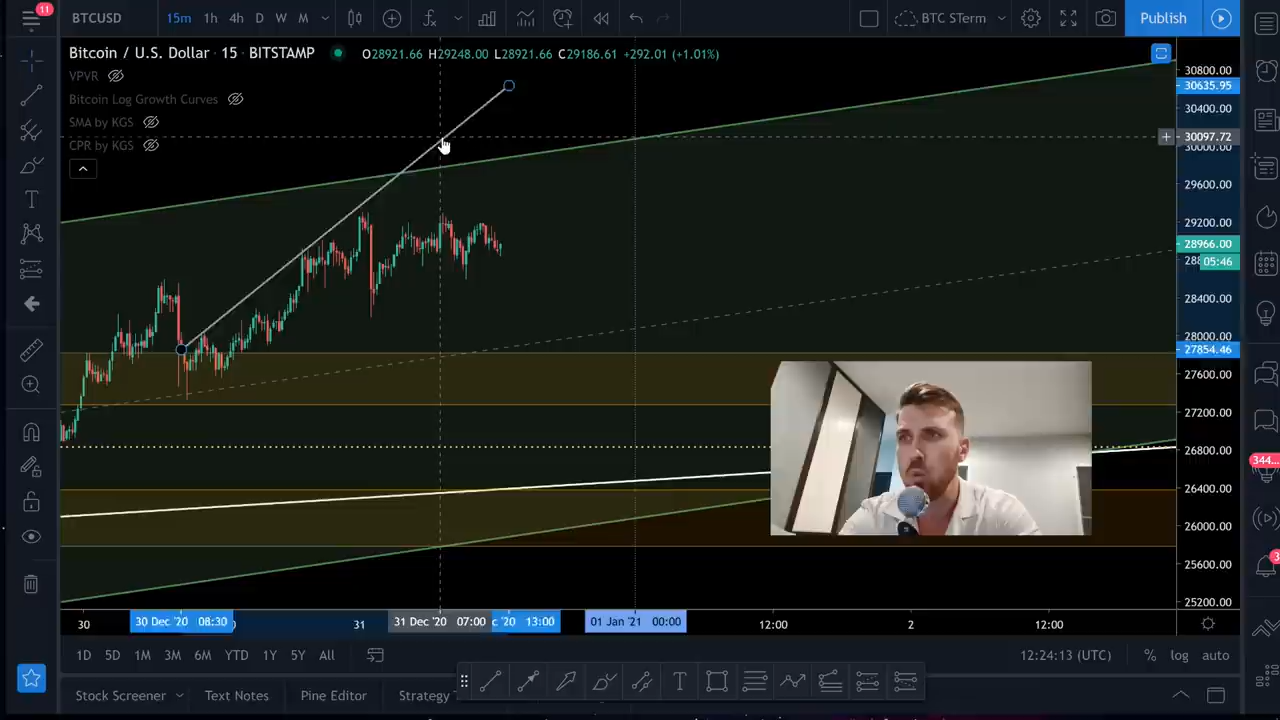 11
BTCUSD 15m 1h 4h D W M BTC STerm Publish
Bitcoin / U.S. Dollar · 15 · BITSTAMP O28921.66 H29248.00 L28921.66 C29186.61 +292.01 (+1.01%)
VPVR
Bitcoin Log Growth Curves
SMA by KGS
CPR by KGS
30800.00
30635.95
30400.00
30097.72
30000.00
29600.00
29200.00
28966.00
05:46
28400.00
28000.00
27854.46
27600.00
27200.00
26800.00
26400.00
26000.00
25600.00
25200.00
344...
3
30 30 Dec '20 08:30 31 31 Dec '20 07:00 c '20 13:00 01 Jan '21 00:00 12:00 2 12:00
1D 5D 1M 3M 6M YTD 1Y 5Y All 12:24:13 (UTC) % log auto
Stock Screener Text Notes Pine Editor Strategy T